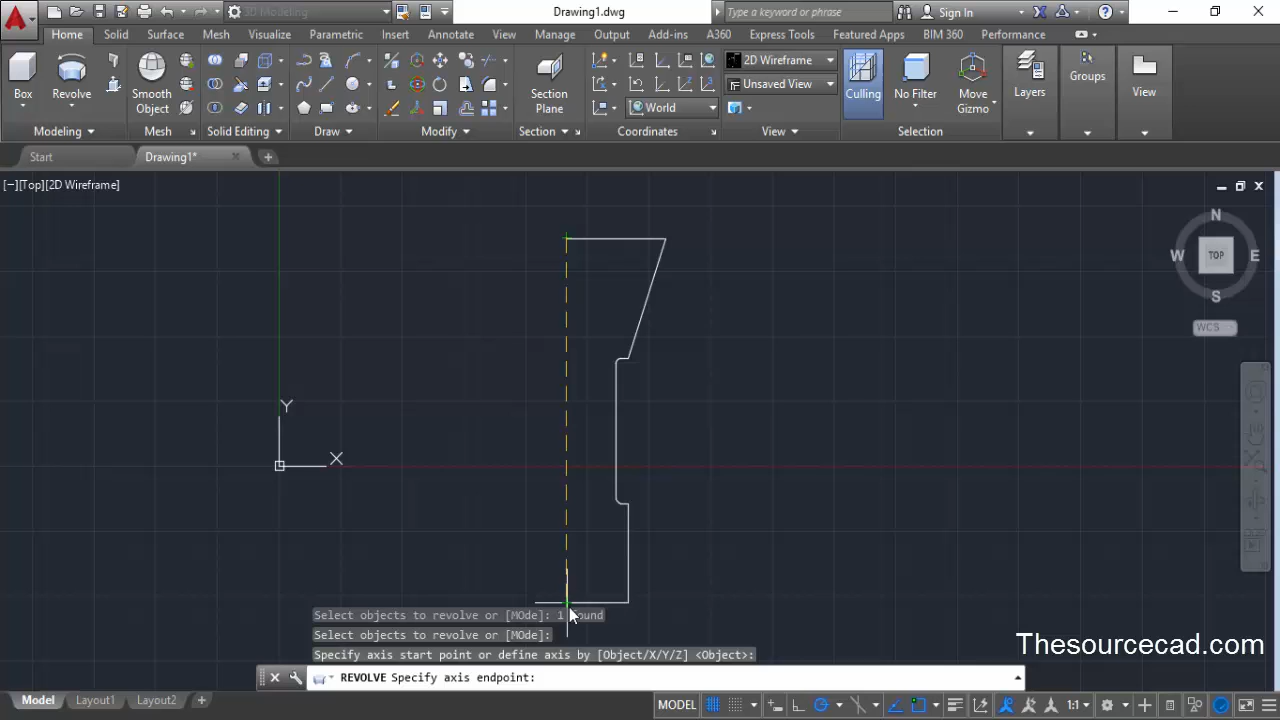 3D Modeling
Drawing1.dwg
Type a keyword or phrase
Sign In
Home Solid Surface Mesh Visualize Parametric Insert Annotate View Manage Output Add-ins A360 Express Tools Featured Apps BIM 360 Performance
Box
Revolve
Smooth Object
Section Plane
World
2D Wireframe
Unsaved View
Culling
No Filter
Move Gizmo
Layers
Groups
View
Modeling Mesh Solid Editing Draw Modify Section Coordinates View Selection
Start Drawing1*
[−][Top][2D Wireframe]
N
W TOP E
S
WCS
Y
X
Select objects to revolve or [MOde]: 1 found
Select objects to revolve or [MOde]:
Specify axis start point or define axis by [Object/X/Y/Z] <Object>:
REVOLVE Specify axis endpoint:
Thesourcecad.com
Model Layout1 Layout2
MODEL
1:1